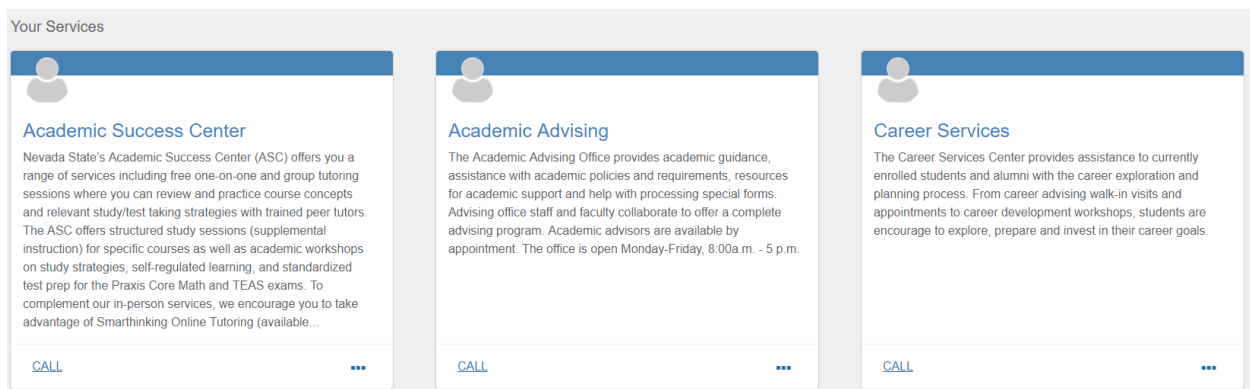 Your Services
Academic Success Center
Nevada State's Academic Success Center (ASC) offers you a
range of services including free one-on-one and group tutoring
sessions where you can review and practice course concepts
and relevant study/test taking strategies with trained peer tutors.
The ASC offers structured study sessions (supplemental
instruction) for specific courses as well as academic workshops
on study strategies, self-regulated learning, and standardized
test prep for the Praxis Core Math and TEAS exams. To
complement our in-person services, we encourage you to take
advantage of Smarthinking Online Tutoring (available...
CALL
Academic Advising
The Academic Advising Office provides academic guidance,
assistance with academic policies and requirements, resources
for academic support and help with processing special forms.
Advising office staff and faculty collaborate to offer a complete
advising program. Academic advisors are available by
appointment. The office is open Monday-Friday, 8:00a.m. - 5 p.m.
CALL
Career Services
The Career Services Center provides assistance to currently
enrolled students and alumni with the career exploration and
planning process. From career advising walk-in visits and
appointments to career development workshops, students are
encourage to explore, prepare and invest in their career goals.
CALL